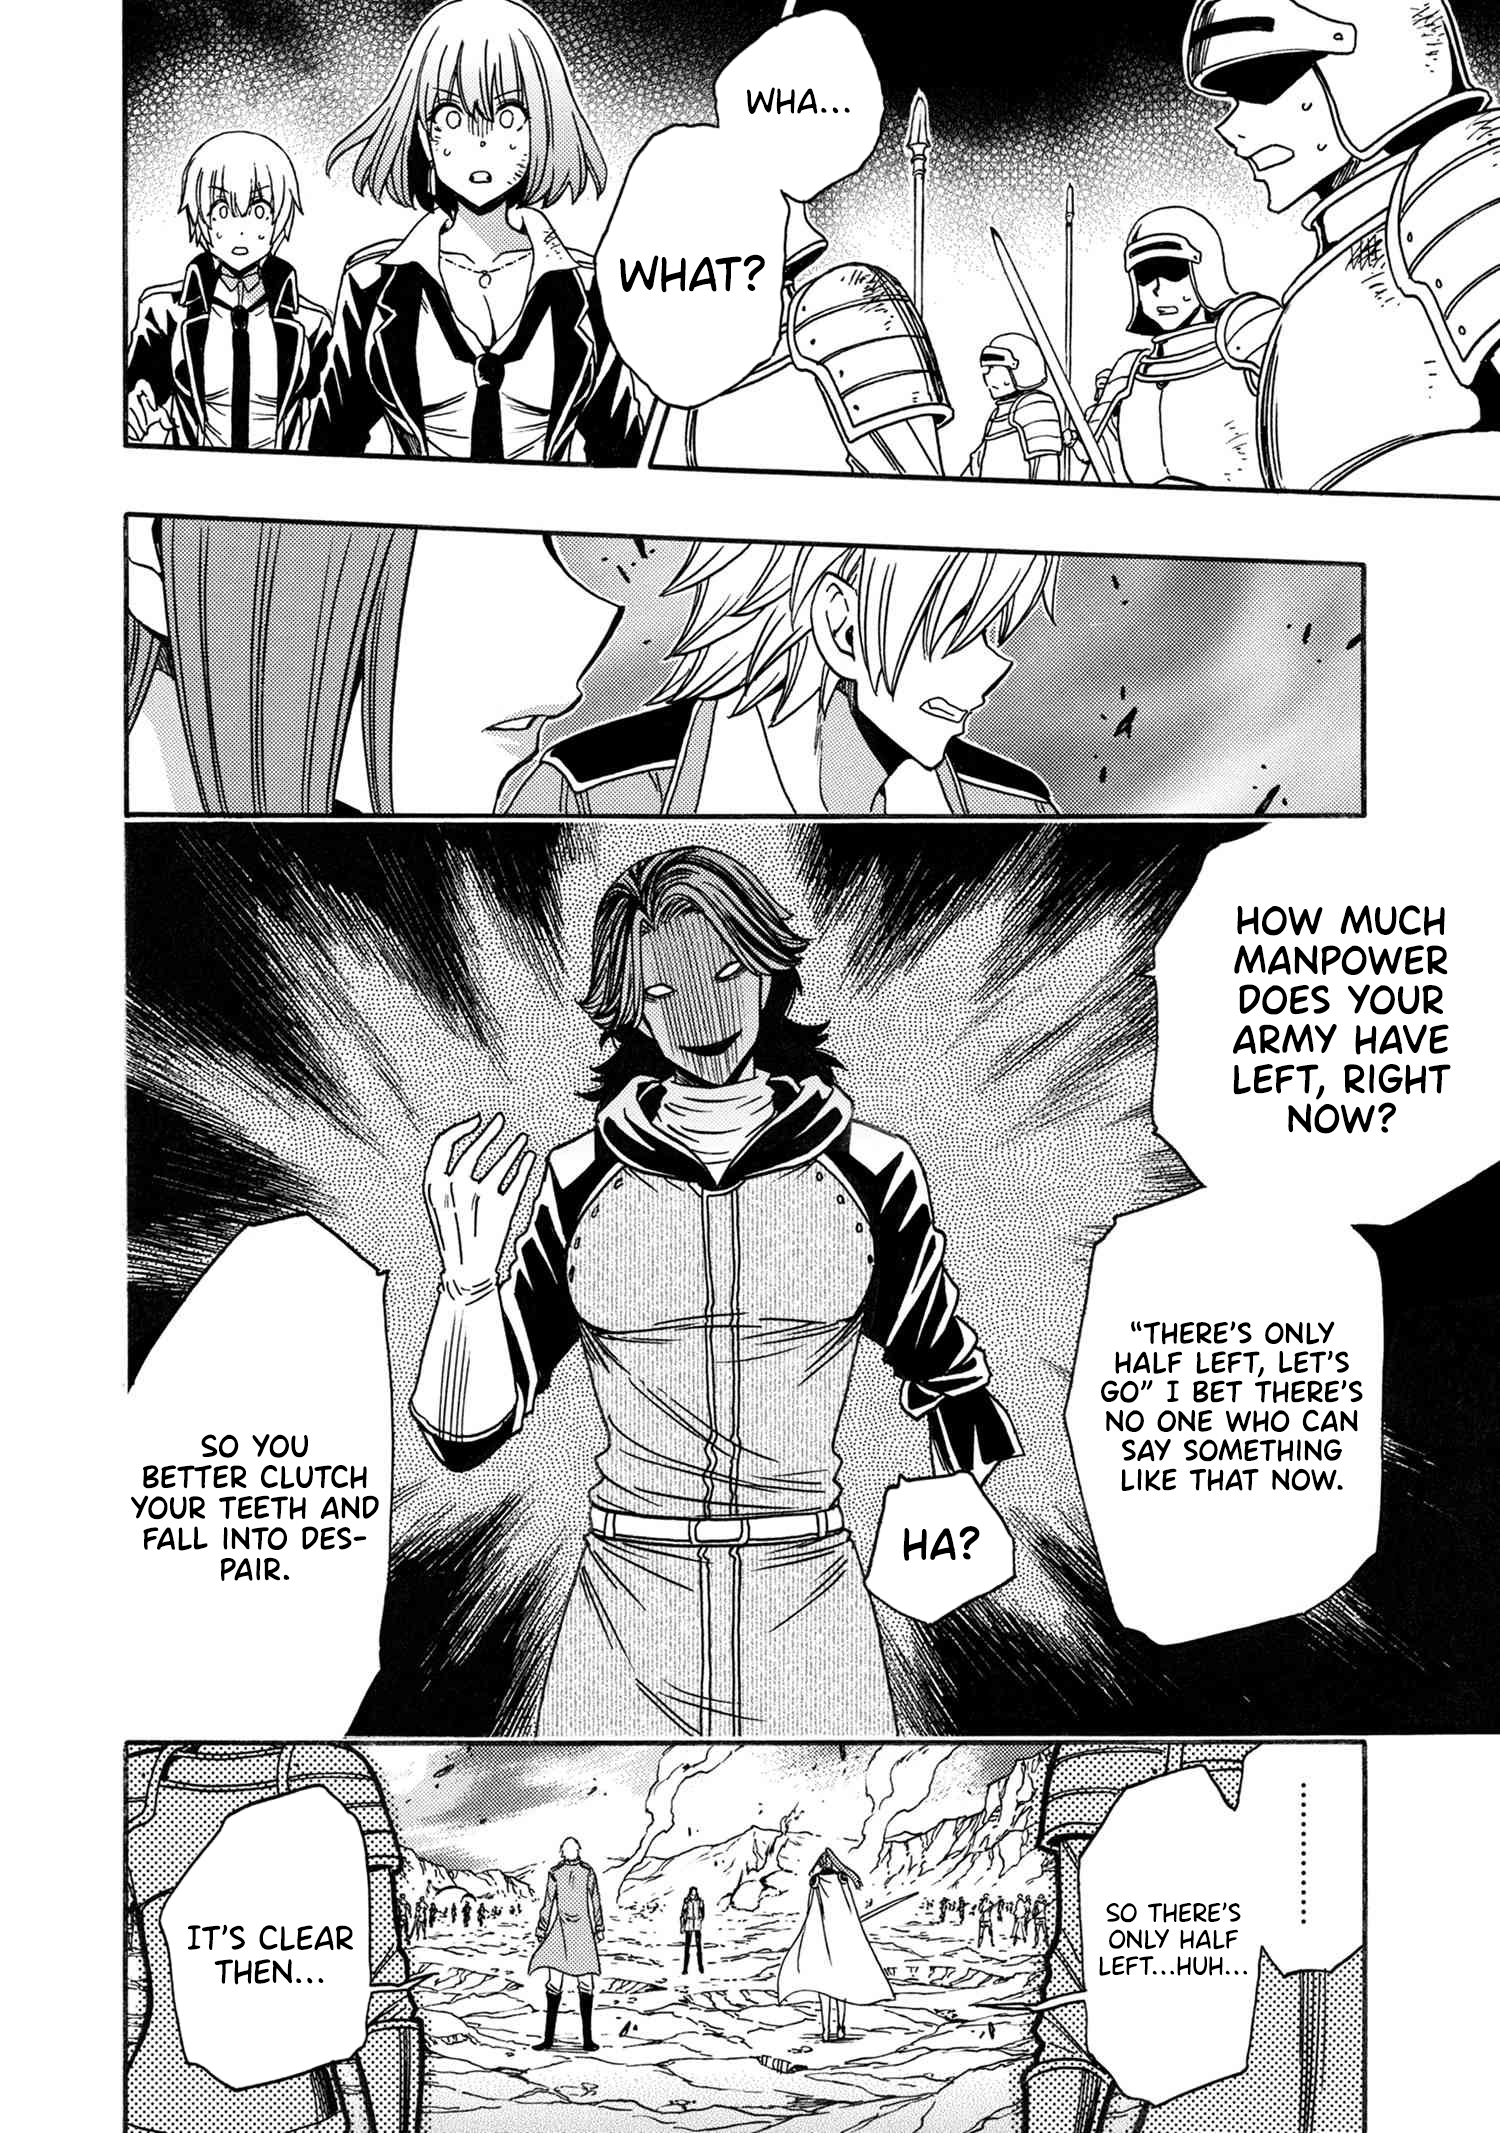 WHA...
WHAT?
HOW MUCH
MANPOWER
DOES YOUR
ARMY HAVE
LEFT, RIGHT
NOW?
“THERE'S ONLY
HALF LEFT, LET'S
GO” I BET THERE'S
NO ONE WHO CAN
SAY SOMETHING
LIKE THAT NOW.
HA?
SO YOU
BETTER CLUTCH
YOUR TEETH AND
FALL INTO DES-
PAIR.
..........
SO THERE'S
ONLY HALF
LEFT...HUH...
IT'S CLEAR
THEN...